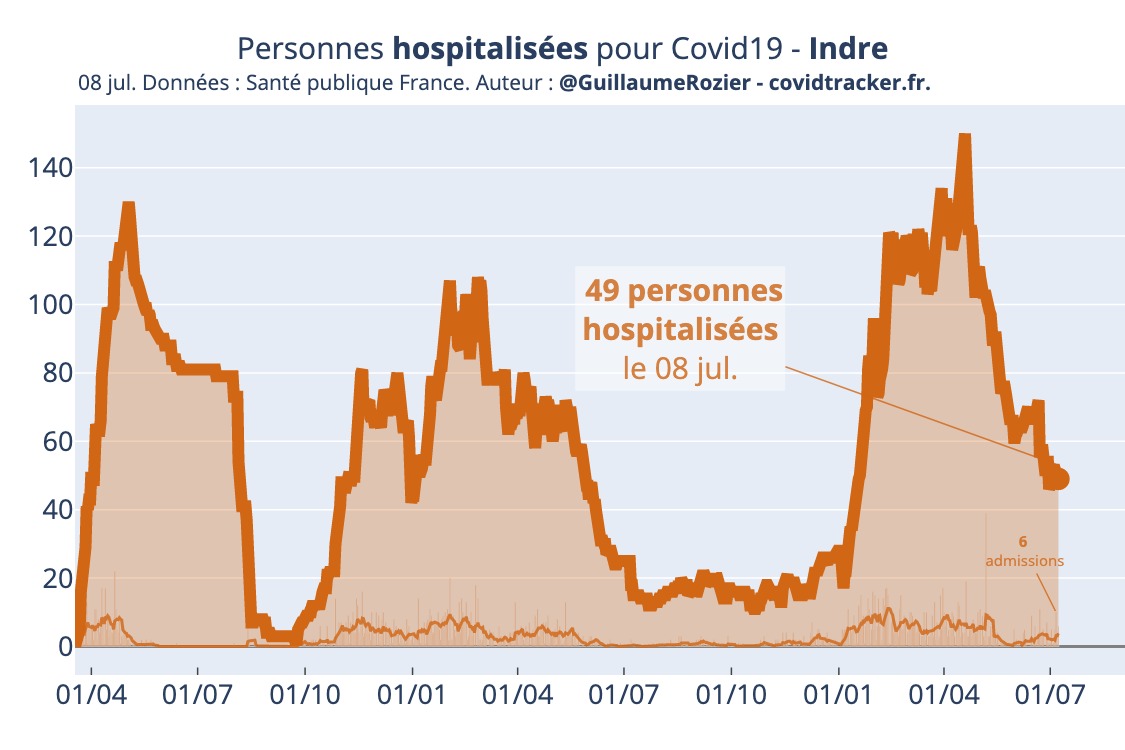 Personnes hospitalisées pour Covid19 - Indre
08 jul. Données : Santé publique France. Auteur : @GuillaumeRozier - covidtracker.fr.
140
120
100
80
60
40
20
0
49 personnes
hospitalisées
le 08 jul.
6
admissions
01/04 01/07 01/10 01/01 01/04 01/07 01/10 01/01 01/04 01/07